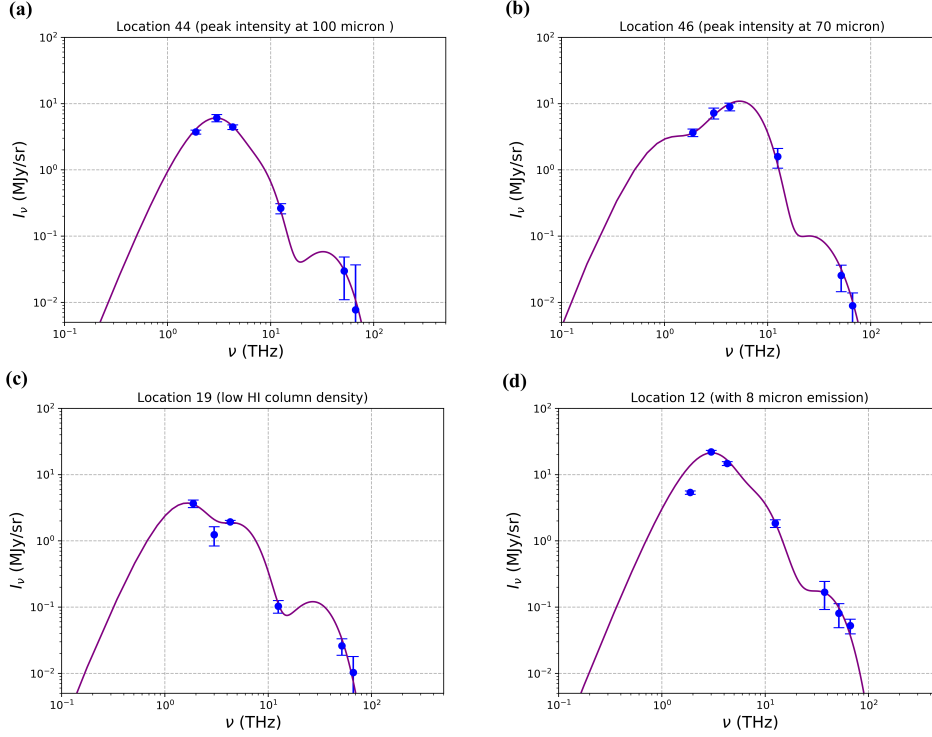 (a)
Location 44 (peak intensity at 100 micron )
10²
10¹
10⁰
10⁻¹
10⁻²
I_ν (MJy/sr)
10⁻¹ 10⁰ 10¹ 10²
ν (THz)
(b)
Location 46 (peak intensity at 70 micron)
10²
10¹
10⁰
10⁻¹
10⁻²
I_ν (MJy/sr)
10⁻¹ 10⁰ 10¹ 10²
ν (THz)
(c)
Location 19 (low HI column density)
10²
10¹
10⁰
10⁻¹
10⁻²
I_ν (MJy/sr)
10⁻¹ 10⁰ 10¹ 10²
ν (THz)
(d)
Location 12 (with 8 micron emission)
10²
10¹
10⁰
10⁻¹
10⁻²
I_ν (MJy/sr)
10⁻¹ 10⁰ 10¹ 10²
ν (THz)